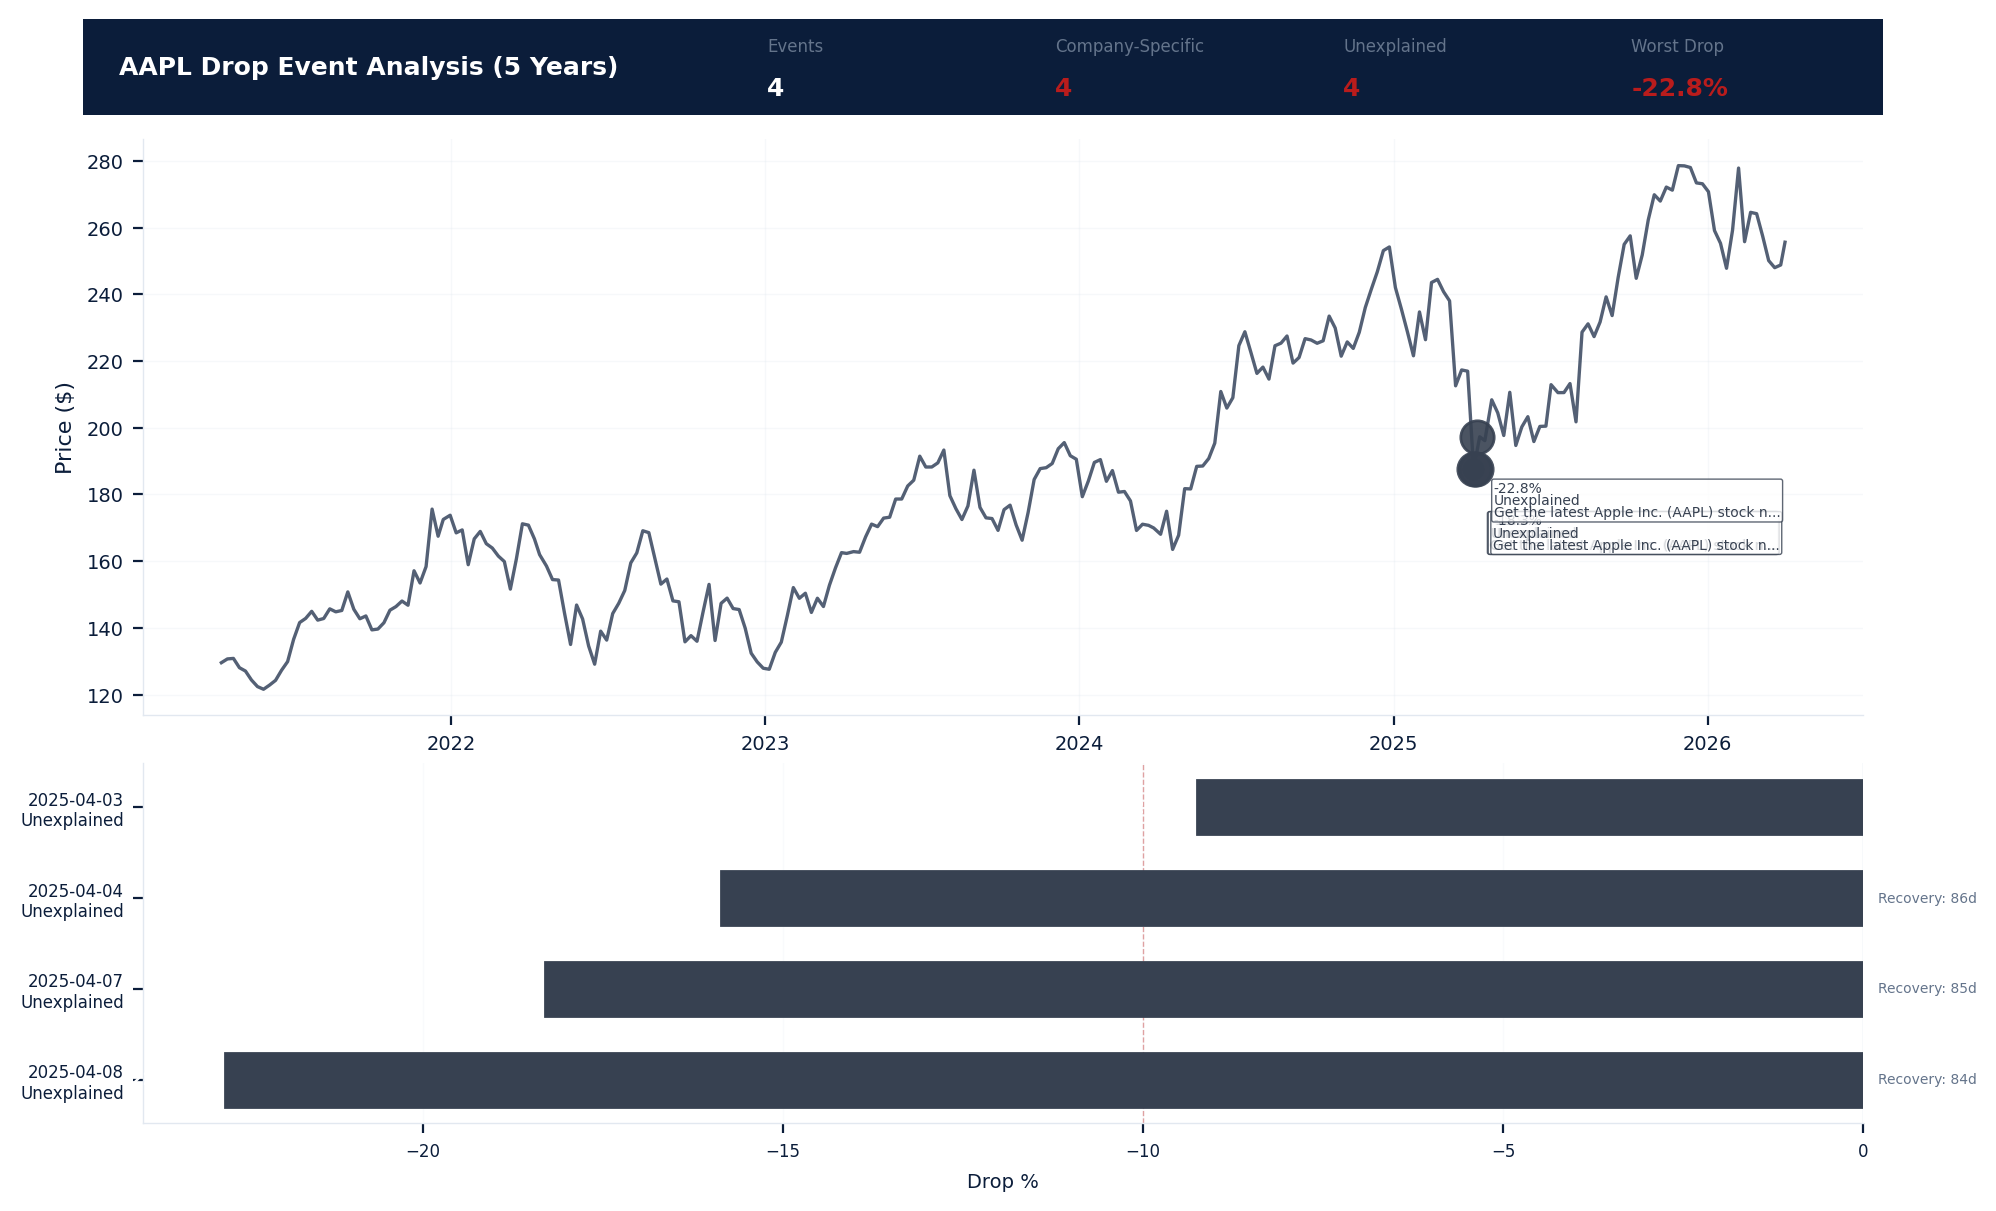 AAPL Drop Event Analysis (5 Years)
Events
4
Company-Specific
4
Unexplained
4
Worst Drop
-22.8%
Price ($)
280
260
240
220
200
180
160
140
120
-22.8%
Unexplained
Get the latest Apple Inc. (AAPL) stock n...
Unexplained
Get the latest Apple Inc. (AAPL) stock n...
2022
2023
2024
2025
2026
2025-04-03
Unexplained
2025-04-04
Unexplained
Recovery: 86d
2025-04-07
Unexplained
Recovery: 85d
2025-04-08
Unexplained
Recovery: 84d
−20
−15
−10
−5
0
Drop %